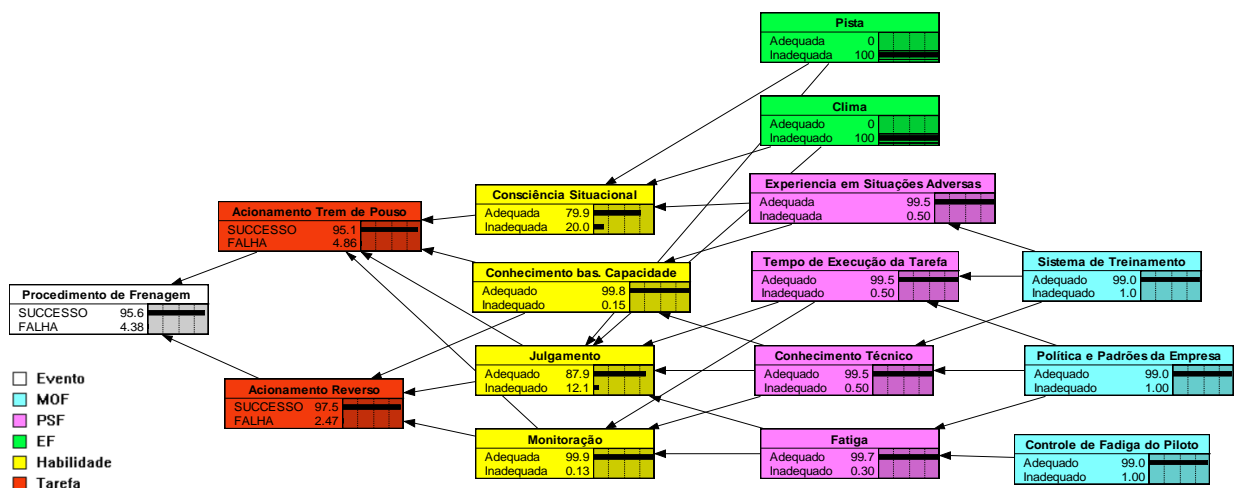 Pista
Adequada 0
Inadequada 100
Clima
Adequado 0
Inadequado 100
Consciência Situacional
Adequada 79.9
Inadequada 20.0
Experiencia em Situações Adversas
Adequada 99.5
Inadequada 0.50
Acionamento Trem de Pouso
SUCCESSO 95.1
FALHA 4.86
Conhecimento bas. Capacidade
Adequado 99.8
Inadequado 0.15
Tempo de Execução da Tarefa
Adequado 99.5
Inadequado 0.50
Sistema de Treinamento
Adequado 99.0
Inadequado 1.0
Procedimento de Frenagem
SUCCESSO 95.6
FALHA 4.38
Julgamento
Adequado 87.9
Inadequado 12.1
Conhecimento Técnico
Adequado 99.5
Inadequado 0.50
Política e Padrões da Empresa
Adequado 99.0
Inadequado 1.00
Acionamento Reverso
SUCCESSO 97.5
FALHA 2.47
Monitoração
Adequada 99.9
Inadequada 0.13
Fatiga
Adequado 99.7
Inadequado 0.30
Controle de Fadiga do Piloto
Adequado 99.0
Inadequado 1.00
Evento
MOF
PSF
EF
Habilidade
Tarefa